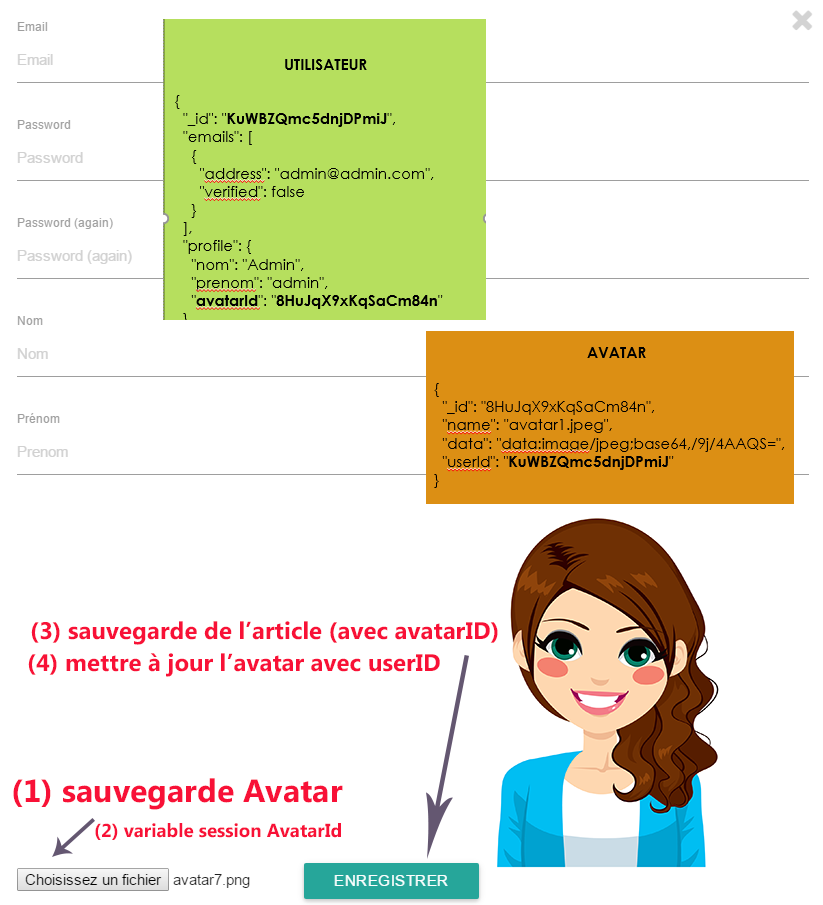 Email
Email
Password
Password
Password (again)
Password (again)
Nom
Nom
Prénom
Prenom
UTILISATEUR
{
"_id": "KuWBZQmc5dnjDPmiJ",
"emails": [
{
"address": "admin@admin.com",
"verified": false
}
],
"profile": {
"nom": "Admin",
"prenom": "admin",
"avatarId": "8HuJqX9xKqSaCm84n"
}
AVATAR
{
"_id": "8HuJqX9xKqSaCm84n",
"name": "avatar1.jpeg",
"data": "data:image/jpeg;base64,/9j/4AAQS=",
"userId": "KuWBZQmc5dnjDPmiJ"
}
(3) sauvegarde de l’article (avec avatarID)
(4) mettre à jour l’avatar avec userID
(1) sauvegarde Avatar
(2) variable session AvatarId
Choisissez un fichier avatar7.png
ENREGISTRER